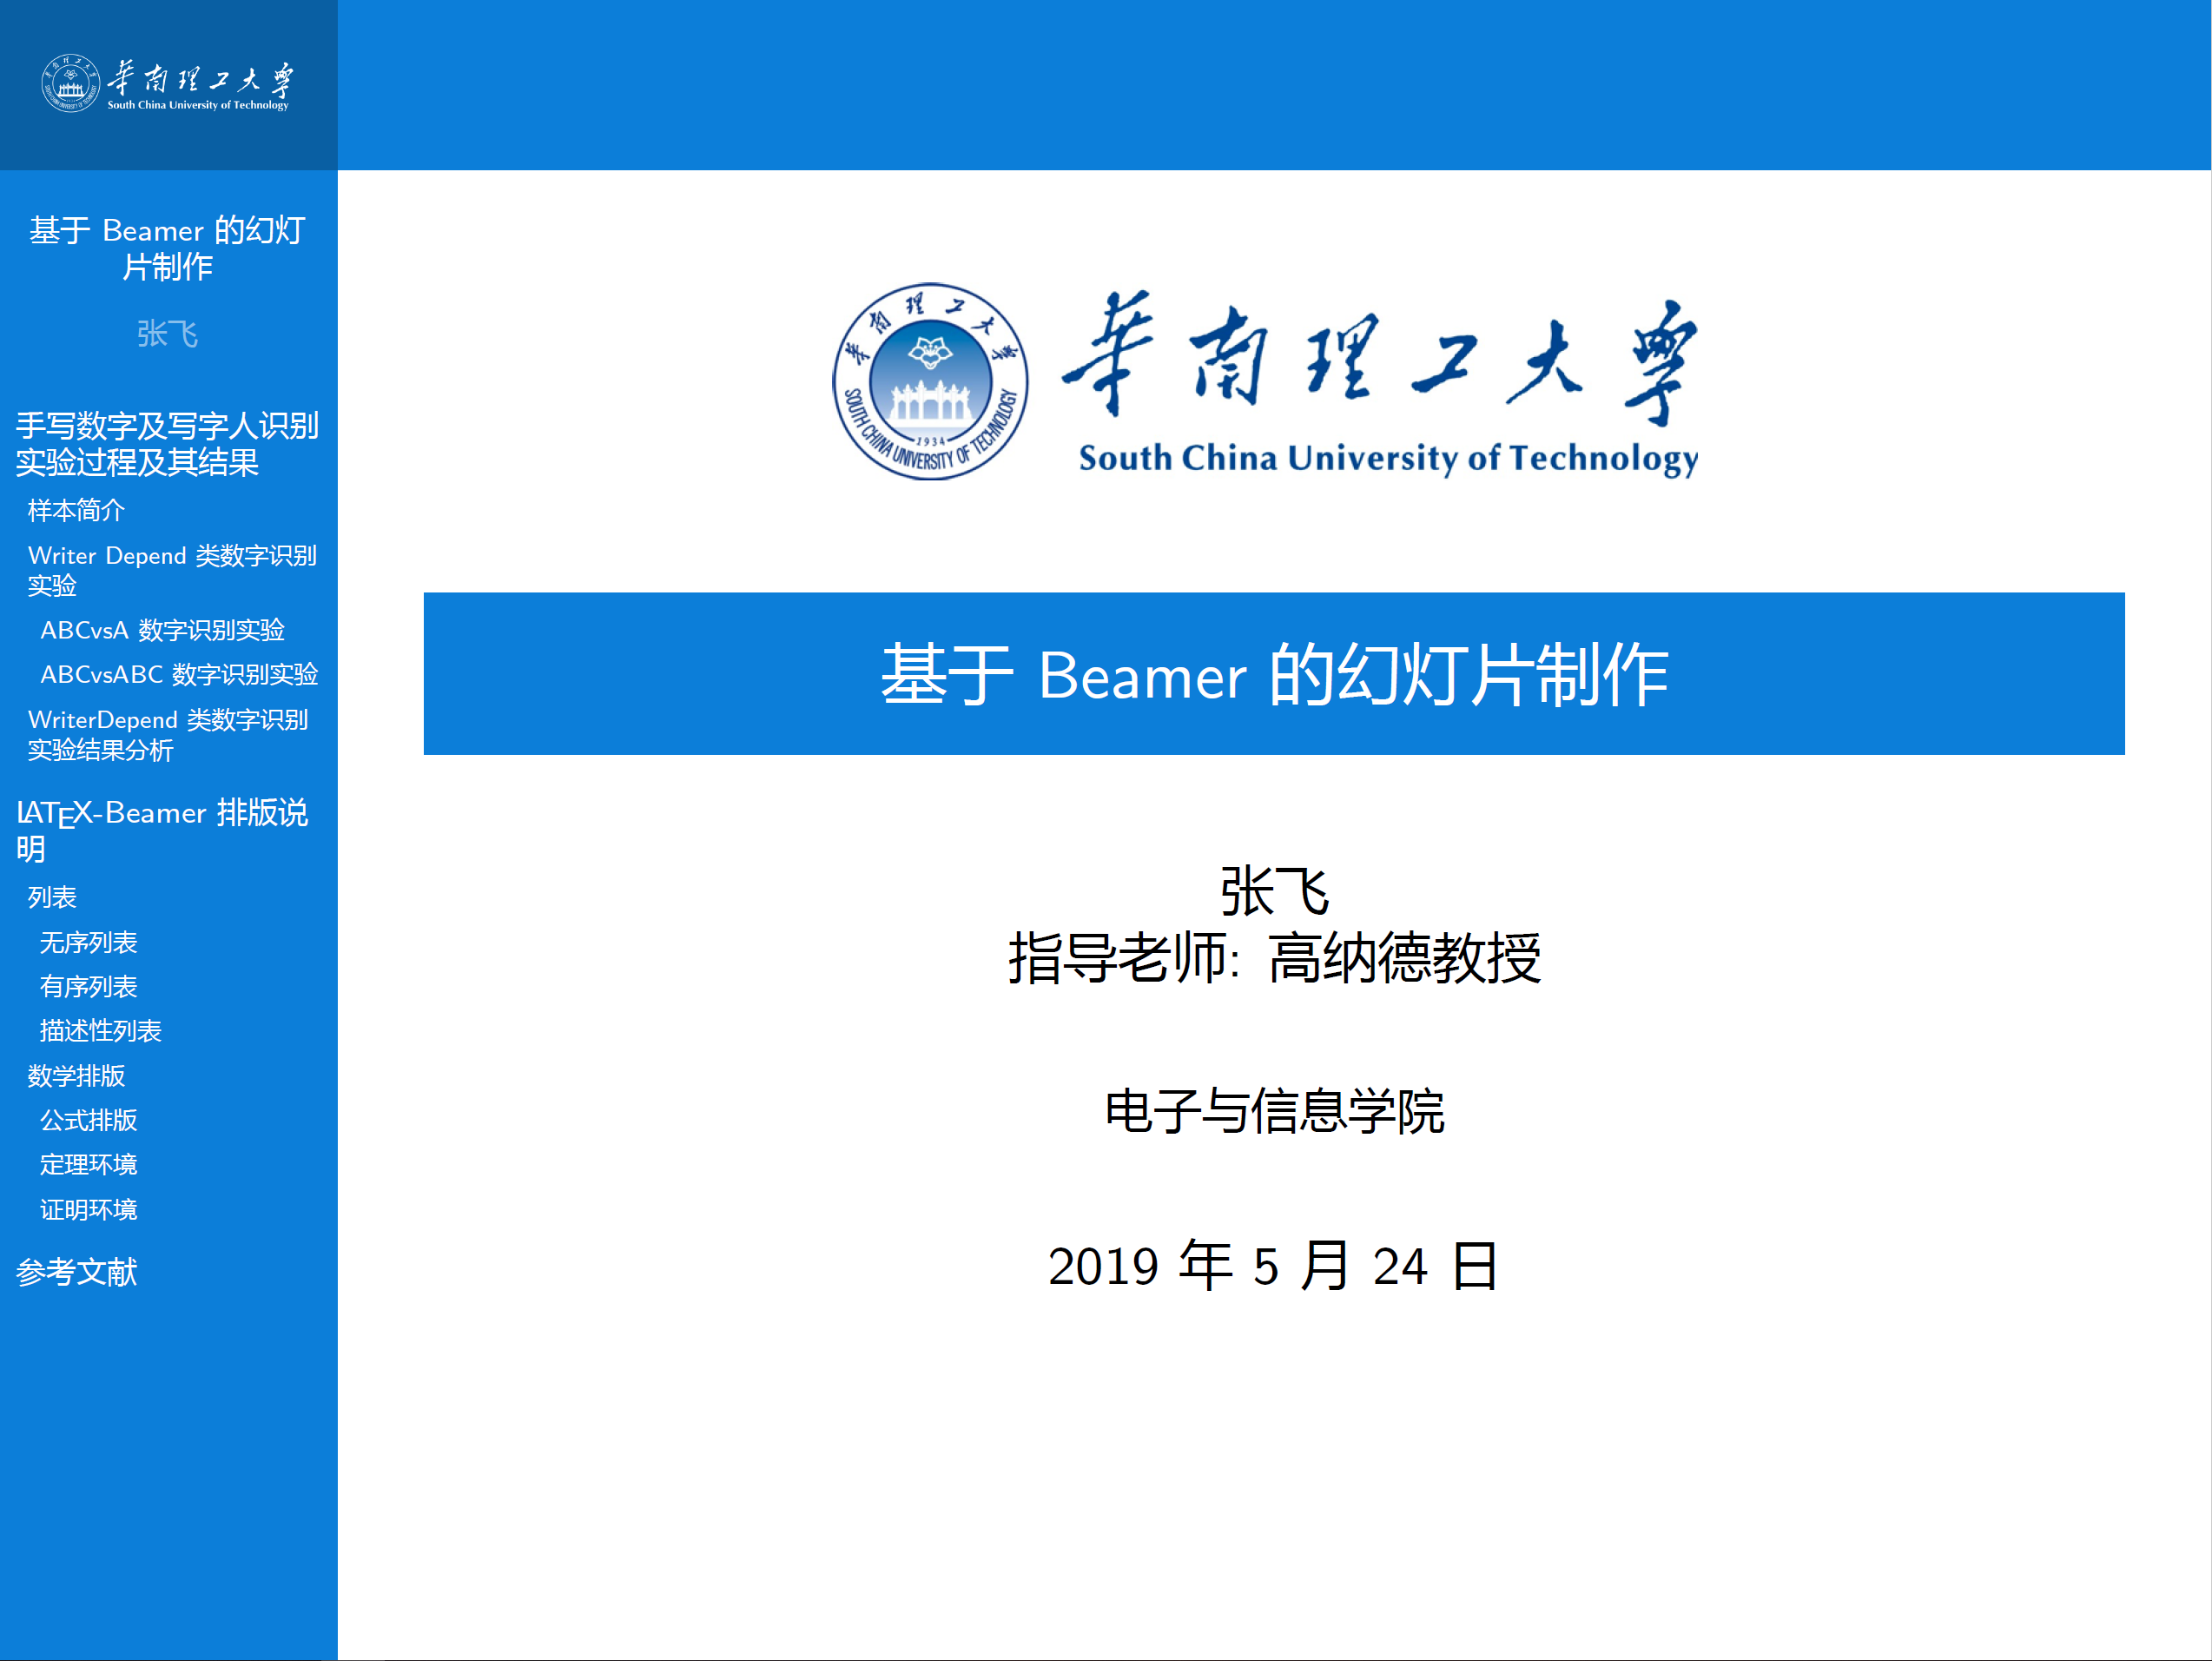 華南理工大學
South China University of Technology
基于 Beamer 的幻灯
片制作
张飞
手写数字及写字人识别
实验过程及其结果
样本简介
Writer Depend 类数字识别
实验
ABCvsA 数字识别实验
ABCvsABC 数字识别实验
WriterDepend 类数字识别
实验结果分析
LATEX-Beamer 排版说
明
列表
无序列表
有序列表
描述性列表
数学排版
公式排版
定理环境
证明环境
参考文献
華南理工大學
SOUTH CHINA UNIVERSITY OF TECHNOLOGY
1934
華南理工大學
South China University of Technology
基于 Beamer 的幻灯片制作
张飞
指导老师: 高纳德教授
电子与信息学院
2019 年 5 月 24 日